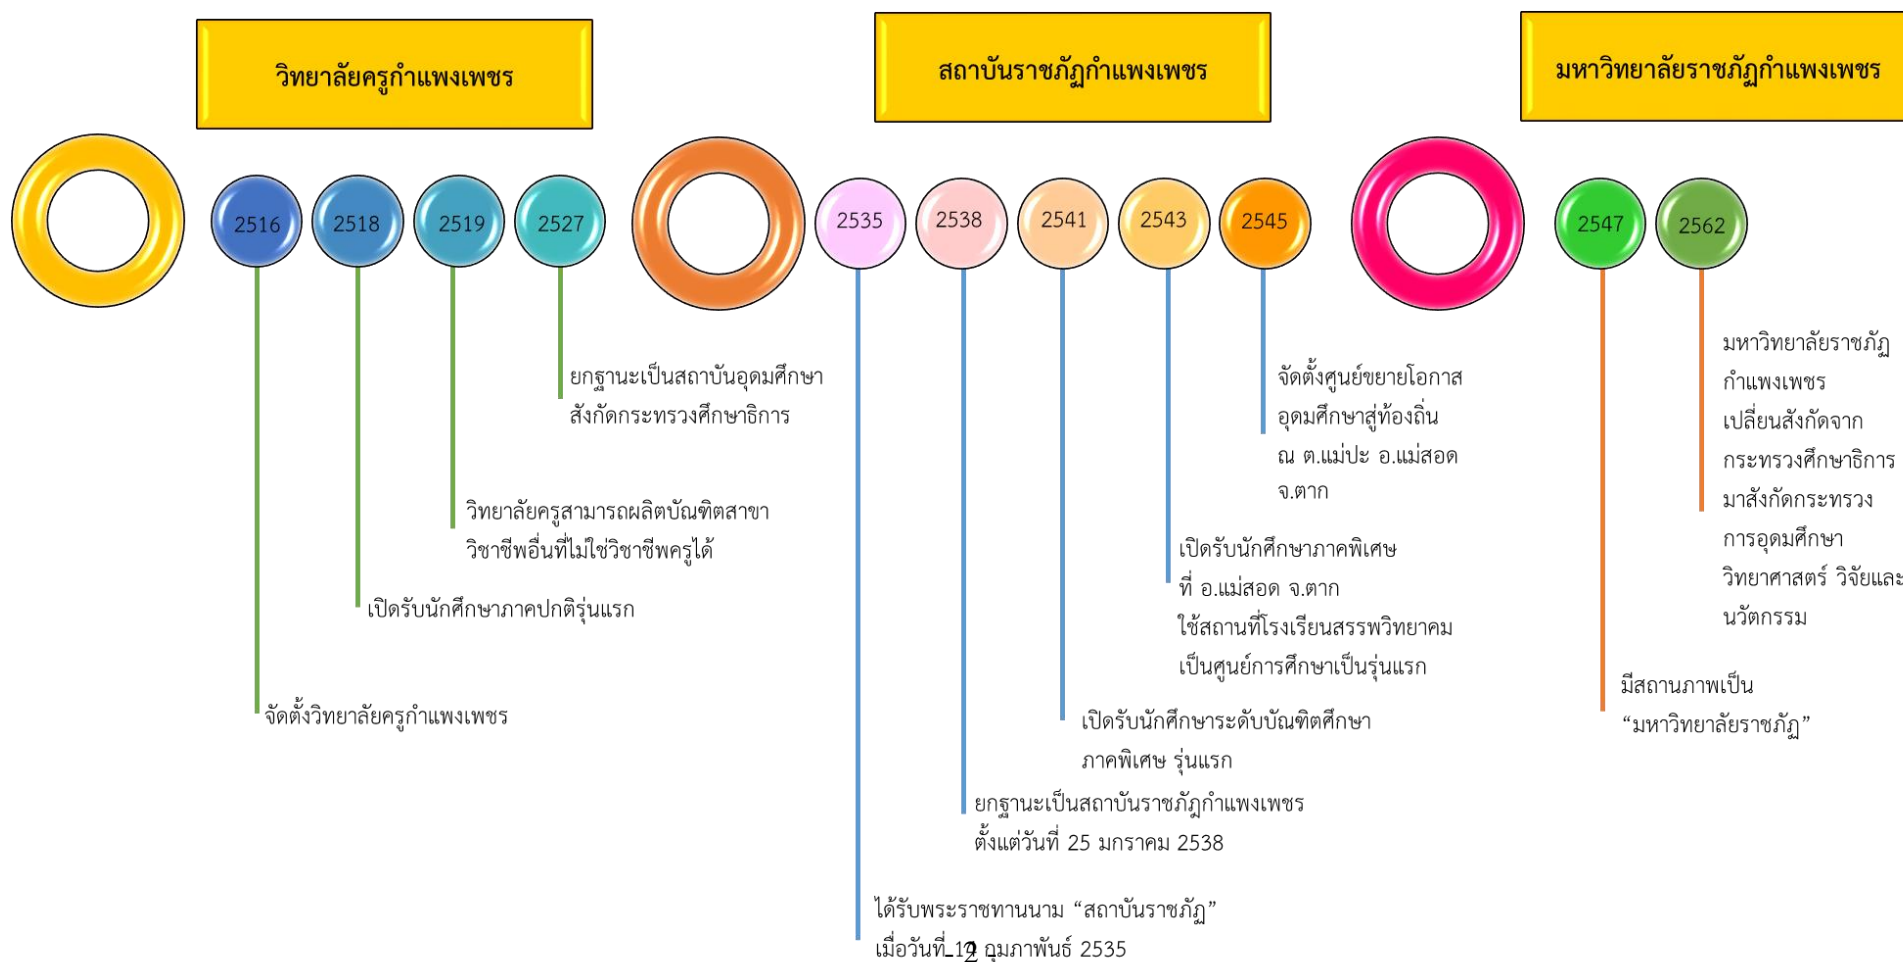 วิทยาลัยครูกำแพงเพชร
สถาบันราชภัฏกำแพงเพชร
มหาวิทยาลัยราชภัฏกำแพงเพชร
2516
2518
2519
2527
2535
2538
2541
2543
2545
2547
2562
ยกฐานะเป็นสถาบันอุดมศึกษา
สังกัดกระทรวงศึกษาธิการ
วิทยาลัยครูสามารถผลิตบัณฑิตสาขา
วิชาชีพอื่นที่ไม่ใช่วิชาชีพครูได้
เปิดรับนักศึกษาภาคปกติรุ่นแรก
จัดตั้งวิทยาลัยครูกำแพงเพชร
จัดตั้งศูนย์ขยายโอกาส
อุดมศึกษาสู่ท้องถิ่น
ณ ต.แม่ปะ อ.แม่สอด
จ.ตาก
เปิดรับนักศึกษาภาคพิเศษ
ที่ อ.แม่สอด จ.ตาก
ใช้สถานที่โรงเรียนสรรพวิทยาคม
เป็นศูนย์การศึกษาเป็นรุ่นแรก
เปิดรับนักศึกษาระดับบัณฑิตศึกษา
ภาคพิเศษ รุ่นแรก
ยกฐานะเป็นสถาบันราชภัฏกำแพงเพชร
ตั้งแต่วันที่ 25 มกราคม 2538
ได้รับพระราชทานนาม “สถาบันราชภัฏ”
เมื่อวันที่ กุมภาพันธ์ 2535
มหาวิทยาลัยราชภัฏ
กำแพงเพชร
เปลี่ยนสังกัดจาก
กระทรวงศึกษาธิการ
มาสังกัดกระทรวง
การอุดมศึกษา
วิทยาศาสตร์ วิจัยและ
นวัตกรรม
มีสถานภาพเป็น
“มหาวิทยาลัยราชภัฏ”
- 2 -